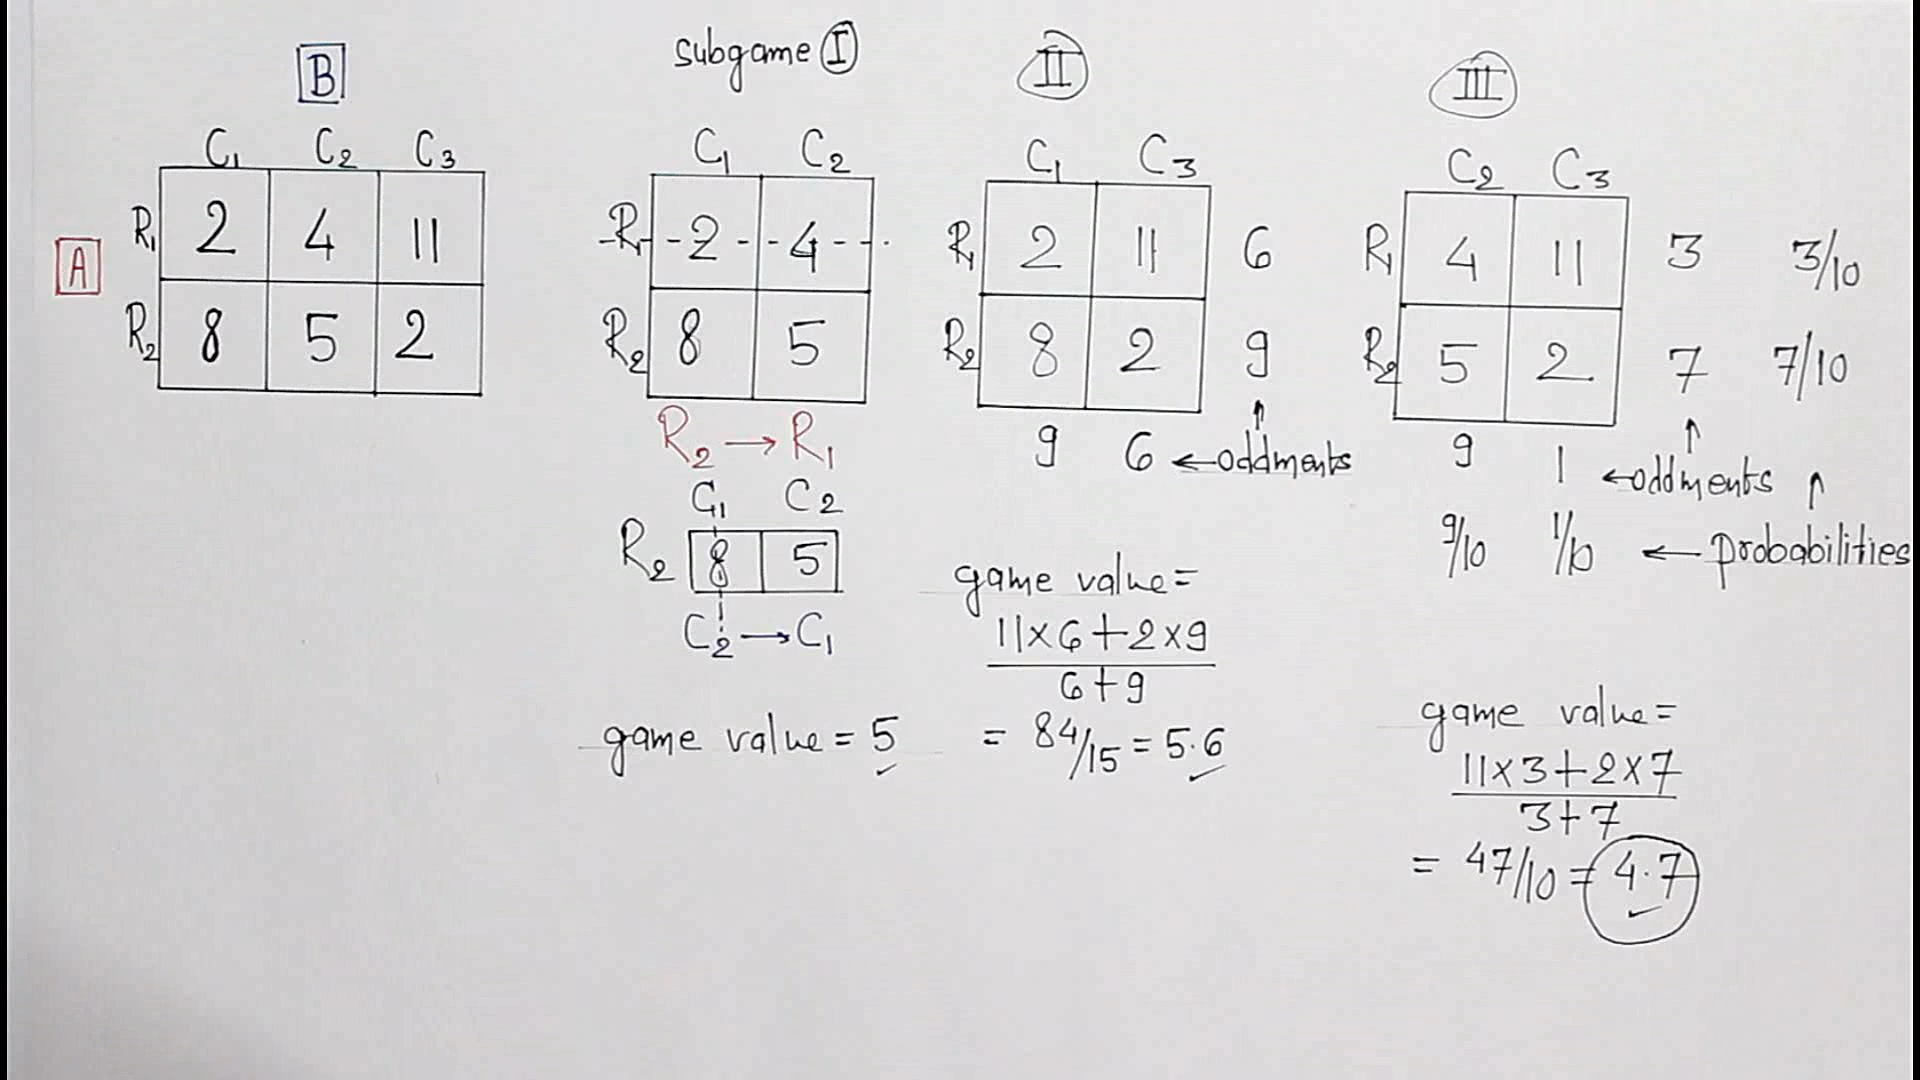 B
C1 C2 C3
A
R1 2 4 11
R2 8 5 2
subgame I
C1 C2
R1 2 4
R2 8 5
R2 → R1
C1 C2
R2 8 5
C2 → C1
game value = 5
II
C1 C3
R1 2 11 6
R2 8 2 9
9 6 ← oddments
game value =
11×6+2×9
6+9
= 84/15 = 5.6
III
C2 C3
R1 4 11 3 3/10
R2 5 2 7 7/10
9 1 ← oddments
9/10 1/10 ← probabilities
game value =
11×3+2×7
3+7
= 47/10 = 4.7